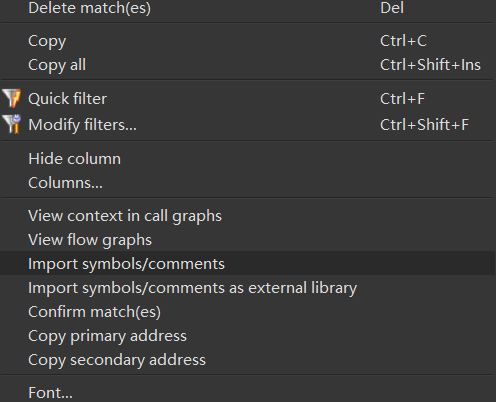 Delete match(es) Del
Copy Ctrl+C
Copy all Ctrl+Shift+Ins
Quick filter Ctrl+F
Modify filters... Ctrl+Shift+F
Hide column
Columns...
View context in call graphs
View flow graphs
Import symbols/comments
Import symbols/comments as external library
Confirm match(es)
Copy primary address
Copy secondary address
Font...